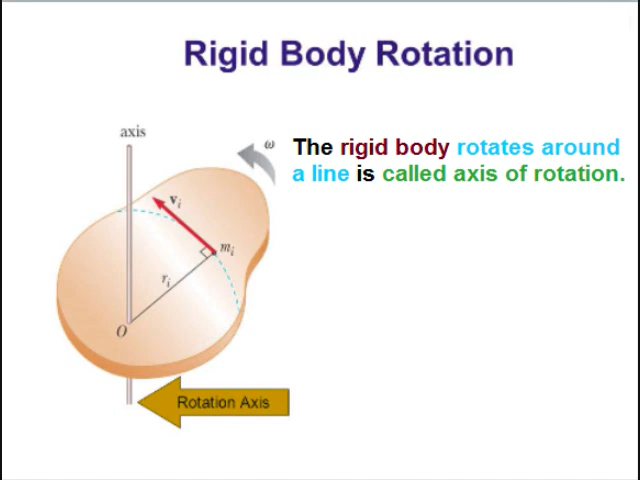 Rigid Body Rotation
axis
ω
The rigid body rotates around
a line is called axis of rotation.
vᵢ
mᵢ
rᵢ
O
Rotation Axis